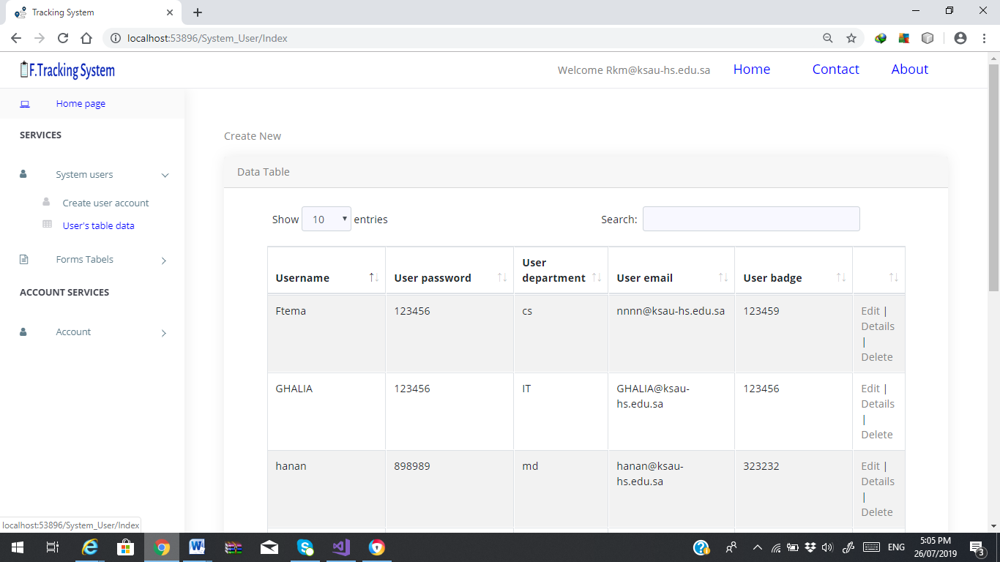 Tracking System
localhost:53896/System_User/Index
F.Tracking System
Welcome Rkm@ksau-hs.edu.sa Home Contact About
Home page
SERVICES
System users
Create user account
User's table data
Forms Tabels
ACCOUNT SERVICES
Account
Create New
Data Table
Show 10 entries Search:
Username User password User department User email User badge
Ftema 123456 cs nnnn@ksau-hs.edu.sa 123459 Edit |
Details
|
Delete
GHALIA 123456 IT GHALIA@ksau- 123456 Edit |
hs.edu.sa Details
|
Delete
hanan 898989 md hanan@ksau- 323232 Edit |
hs.edu.sa Details
|
Delete
localhost:53896/System_User/Index
ENG 5:05 PM
26/07/2019 3